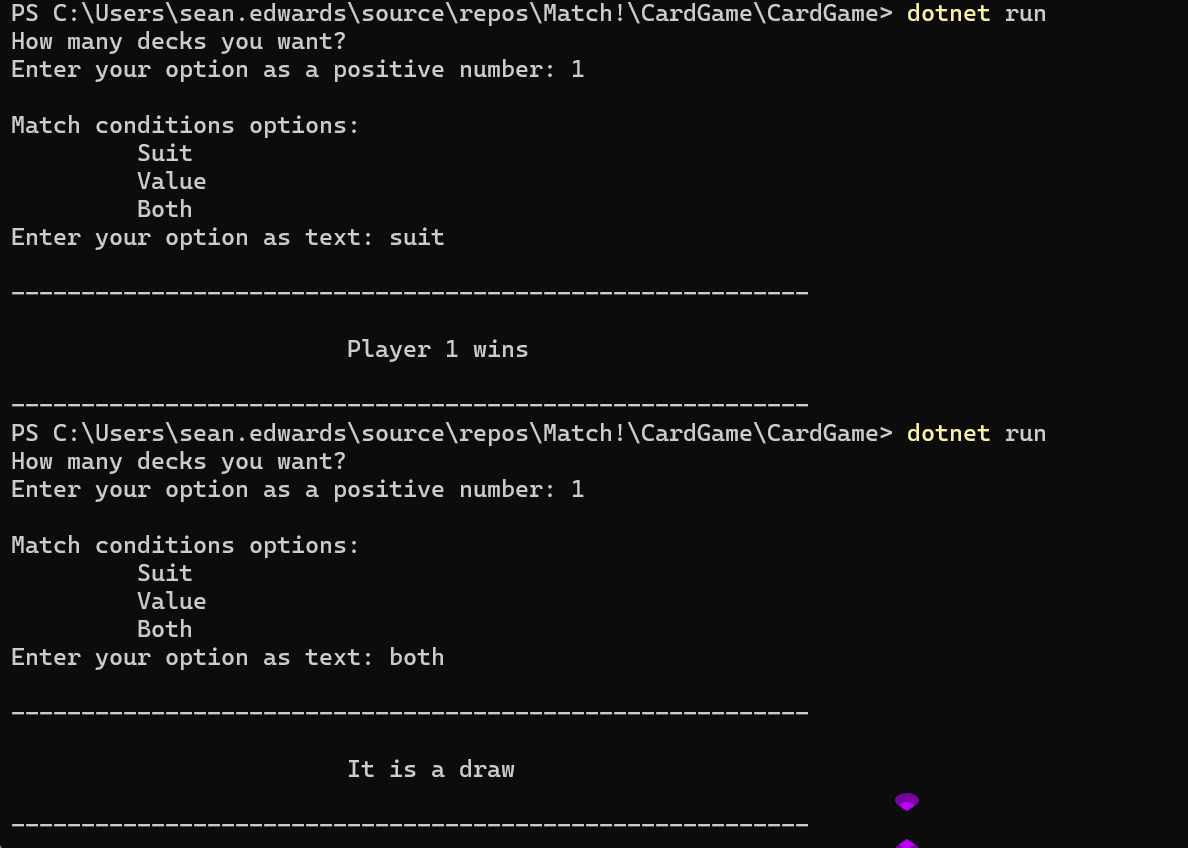 PS C:\Users\sean.edwards\source\repos\Match!\CardGame\CardGame> dotnet run
How many decks you want?
Enter your option as a positive number: 1
Match conditions options:
Suit
Value
Both
Enter your option as text: suit
---------------------------------------------------------
Player 1 wins
---------------------------------------------------------
PS C:\Users\sean.edwards\source\repos\Match!\CardGame\CardGame> dotnet run
How many decks you want?
Enter your option as a positive number: 1
Match conditions options:
Suit
Value
Both
Enter your option as text: both
---------------------------------------------------------
It is a draw
---------------------------------------------------------